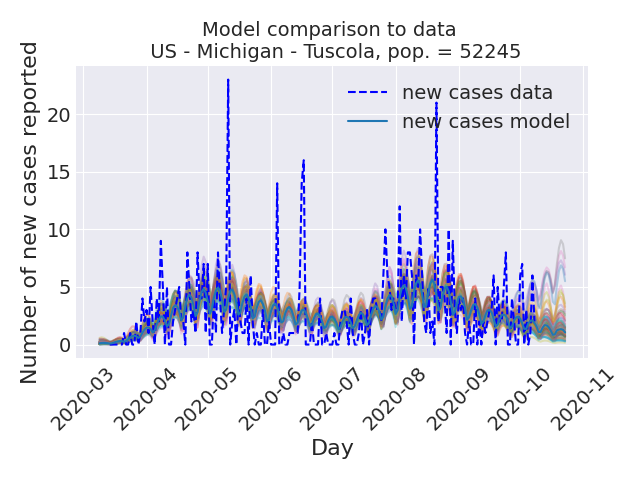 Model comparison to data
US - Michigan - Tuscola, pop. = 52245
Number of new cases reported
20
15
10
5
0
new cases data
new cases model
2020-03
2020-04
2020-05
2020-06
2020-07
2020-08
2020-09
2020-10
2020-11
Day